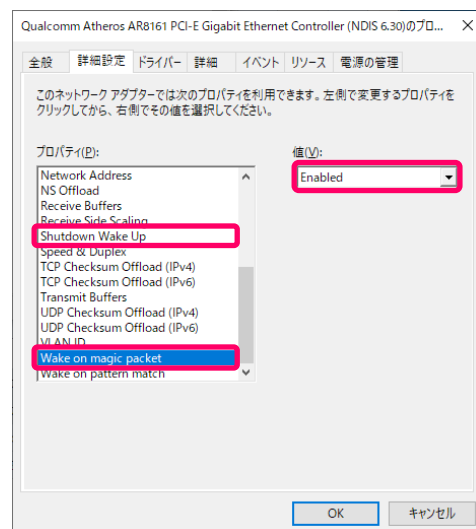 Qualcomm Atheros AR8161 PCI-E Gigabit Ethernet Controller (NDIS 6.30)のプロ...
全般 詳細設定 ドライバー 詳細 イベント リソース 電源の管理
このネットワーク アダプターでは次のプロパティを利用できます。左側で変更するプロパティを
クリックしてから、右側でその値を選択してください。
プロパティ(P): 値(V):
Network Address
Enabled
NS Offload
Receive Buffers
Receive Side Scaling
Shutdown Wake Up
Speed & Duplex
TCP Checksum Offload (IPv4)
TCP Checksum Offload (IPv6)
Transmit Buffers
UDP Checksum Offload (IPv4)
UDP Checksum Offload (IPv6)
VLAN ID
Wake on magic packet
Wake on pattern match
OK キャンセル